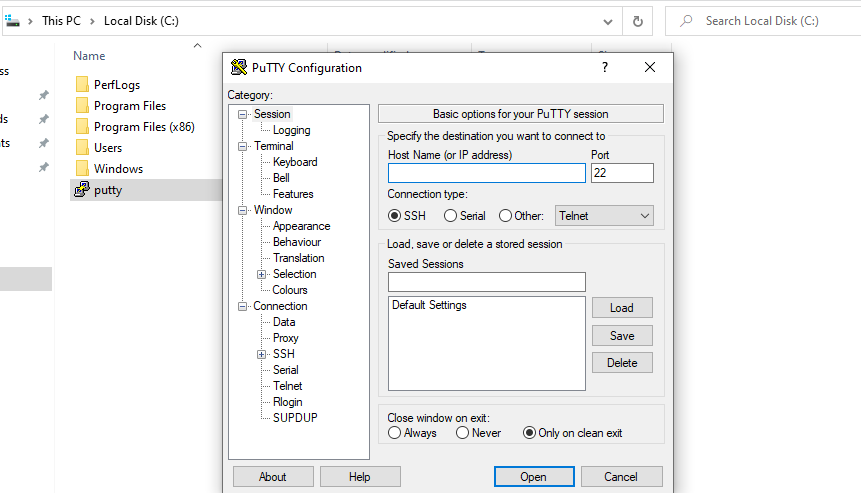 This PC > Local Disk (C:)
Search Local Disk (C:)
Name
PerfLogs
Program Files
Program Files (x86)
Users
Windows
putty
PuTTY Configuration
?
Category:
Session
Logging
Terminal
Keyboard
Bell
Features
Window
Appearance
Behaviour
Translation
Selection
Colours
Connection
Data
Proxy
SSH
Serial
Telnet
Rlogin
SUPDUP
Basic options for your PuTTY session
Specify the destination you want to connect to
Host Name (or IP address) Port
22
Connection type:
SSH Serial Other: Telnet
Load, save or delete a stored session
Saved Sessions
Default Settings
Load
Save
Delete
Close window on exit:
Always Never Only on clean exit
About Help Open Cancel